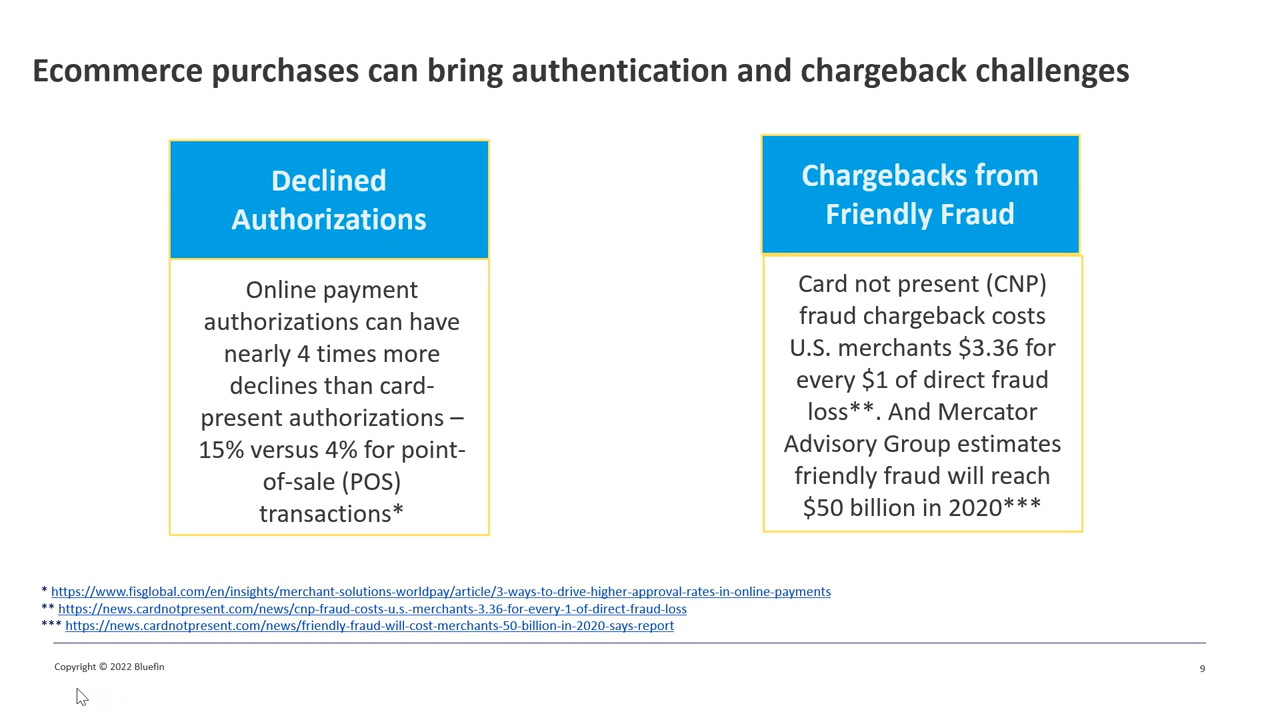 Ecommerce purchases can bring authentication and chargeback challenges
Declined
Authorizations
Online payment
authorizations can have
nearly 4 times more
declines than card-
present authorizations –
15% versus 4% for point-
of-sale (POS)
transactions*
Chargebacks from
Friendly Fraud
Card not present (CNP)
fraud chargeback costs
U.S. merchants $3.36 for
every $1 of direct fraud
loss**. And Mercator
Advisory Group estimates
friendly fraud will reach
$50 billion in 2020***
* https://www.fisglobal.com/en/insights/merchant-solutions-worldpay/article/3-ways-to-drive-higher-approval-rates-in-online-payments
** https://news.cardnotpresent.com/news/cnp-fraud-costs-u.s.-merchants-3.36-for-every-1-of-direct-fraud-loss
*** https://news.cardnotpresent.com/news/friendly-fraud-will-cost-merchants-50-billion-in-2020-says-report
Copyright © 2022 Bluefin
9